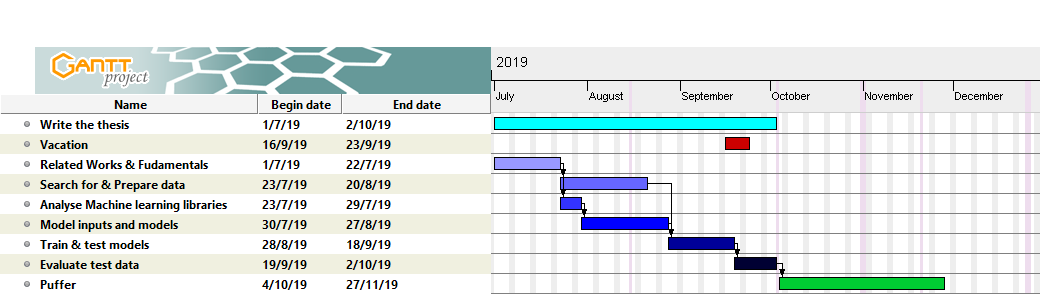 GANTT
project
2019
July August September October November December
Name Begin date End date
Write the thesis 1/7/19 2/10/19
Vacation 16/9/19 23/9/19
Related Works & Fudamentals 1/7/19 22/7/19
Search for & Prepare data 23/7/19 20/8/19
Analyse Machine learning libraries 23/7/19 29/7/19
Model inputs and models 30/7/19 27/8/19
Train & test models 28/8/19 18/9/19
Evaluate test data 19/9/19 2/10/19
Puffer 4/10/19 27/11/19